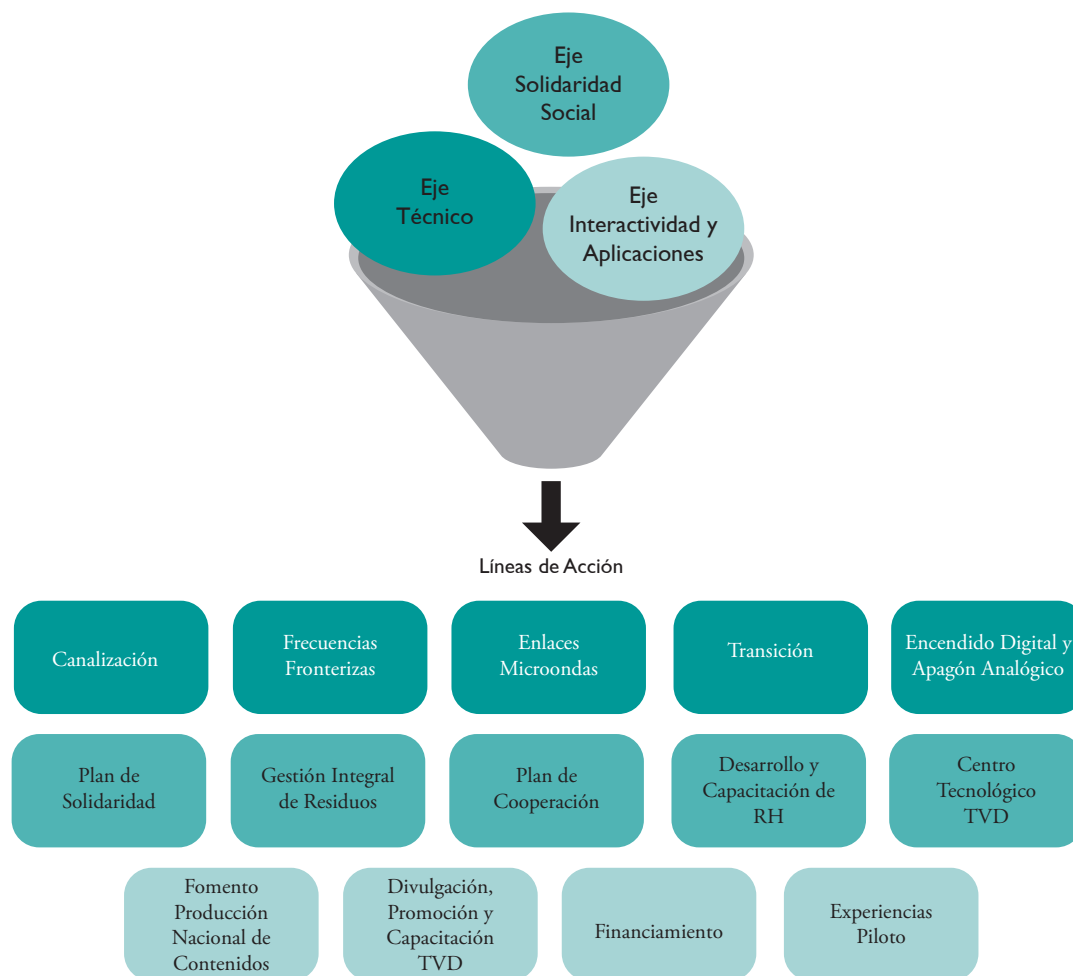 Eje
Solidaridad
Social
Eje
Técnico
Eje
Interactividad y
Aplicaciones
Líneas de Acción
Canalización
Frecuencias
Fronterizas
Enlaces
Microondas
Transición
Encendido Digital y
Apagón Analógico
Plan de
Solidaridad
Gestión Integral
de Residuos
Plan de
Cooperación
Desarrollo y
Capacitación de
RH
Centro
Tecnológico
TVD
Fomento
Producción
Nacional de
Contenidos
Divulgación,
Promoción y
Capacitación
TVD
Financiamiento
Experiencias
Piloto